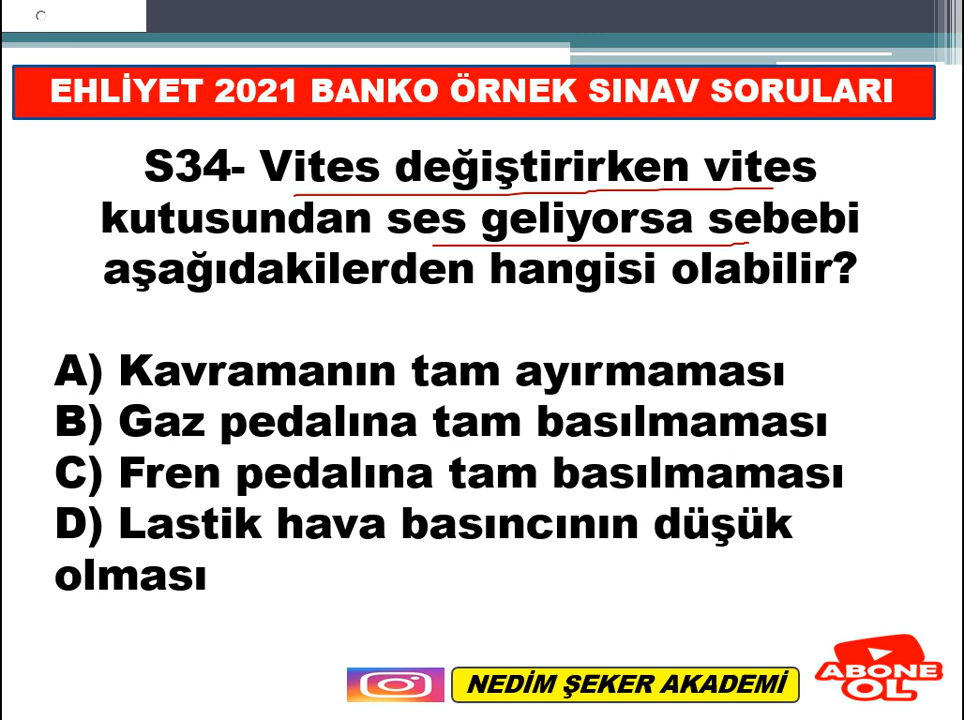 EHLİYET 2021 BANKO ÖRNEK SINAV SORULARI
S34- Vites değiştirirken vites
kutusundan ses geliyorsa sebebi
aşağıdakilerden hangisi olabilir?
A) Kavramanın tam ayırmaması
B) Gaz pedalına tam basılmaması
C) Fren pedalına tam basılmaması
D) Lastik hava basıncının düşük
olması
NEDİM ŞEKER AKADEMİ
ABONE
OL